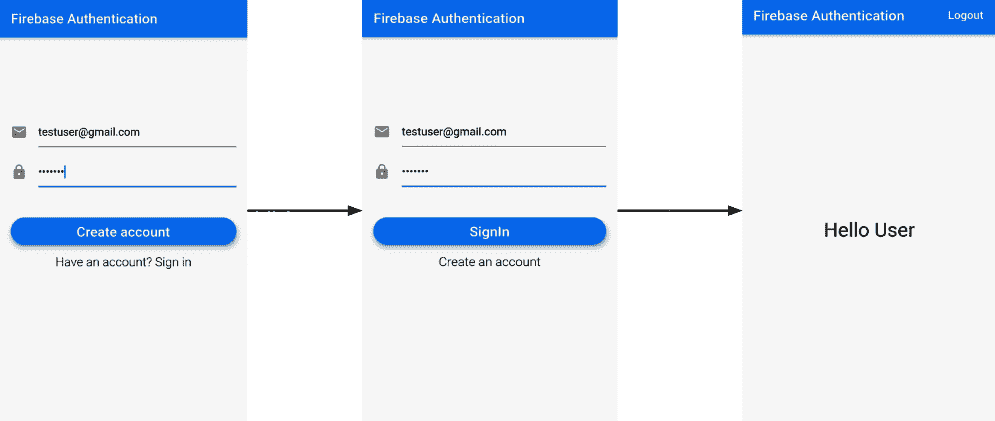 Firebase Authentication
testuser@gmail.com
•••••••
Create account
Have an account? Sign in
Firebase Authentication
testuser@gmail.com
•••••••
SignIn
Create an account
Firebase Authentication
Logout
Hello User